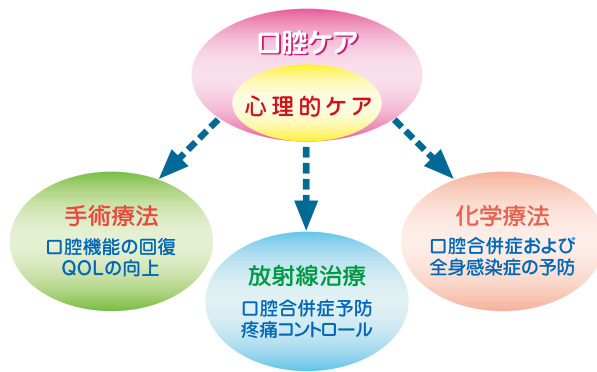 口腔ケア
心理的ケア
手術療法
口腔機能の回復
QOLの向上
放射線治療
口腔合併症予防
疼痛コントロール
化学療法
口腔合併症および
全身感染症の予防